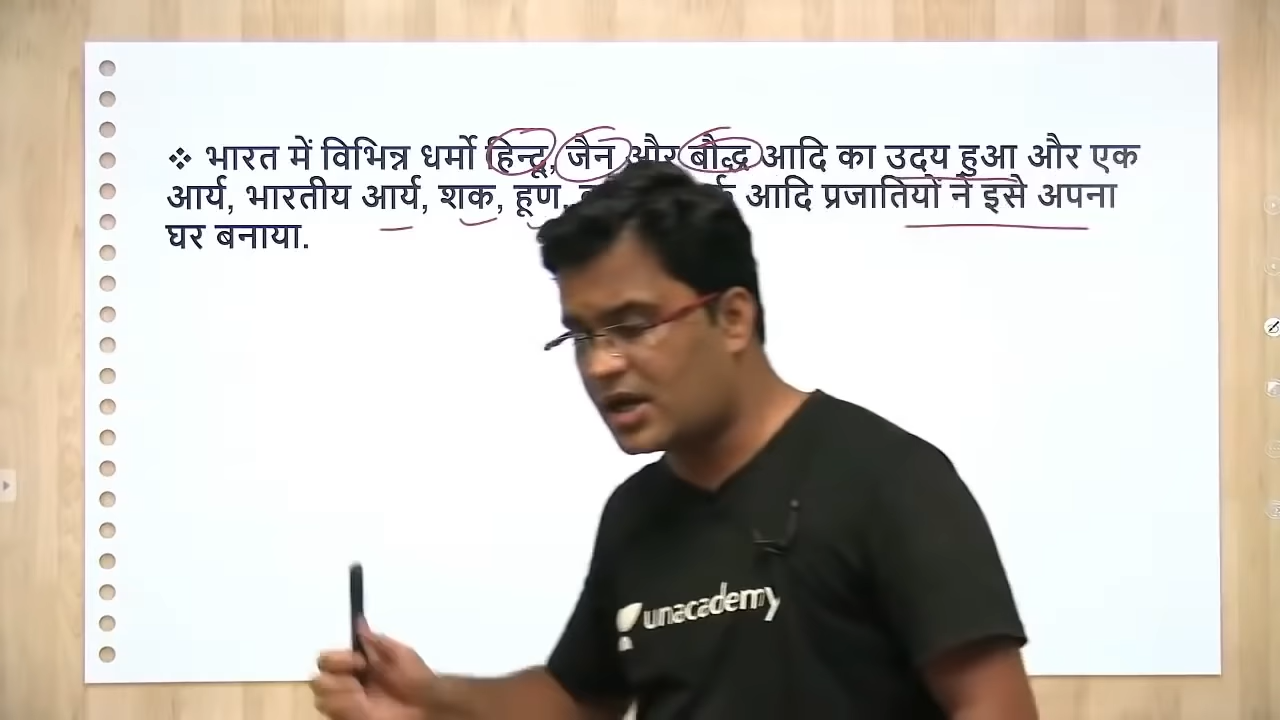 ❖ भारत में विभिन्न धर्मो हिन्दू, जैन और बौद्ध आदि का उदय हुआ और एक
आर्य, भारतीय आर्य, शक, हूण, आदि प्रजातियों ने इसे अपना
घर बनाया.
unacademy